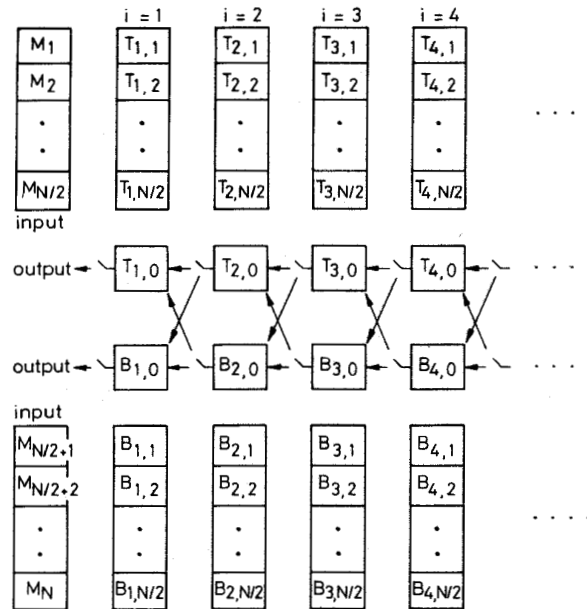 i = 1 i = 2 i = 3 i = 4
M1 T1,1 T2,1 T3,1 T4,1
M2 T1,2 T2,2 T3,2 T4,2
MN/2 T1,N/2 T2,N/2 T3,N/2 T4,N/2
input
output T1,0 T2,0 T3,0 T4,0
output B1,0 B2,0 B3,0 B4,0
input
MN/2+1 B1,1 B2,1 B3,1 B4,1
MN/2+2 B1,2 B2,2 B3,2 B4,2
MN B1,N/2 B2,N/2 B3,N/2 B4,N/2